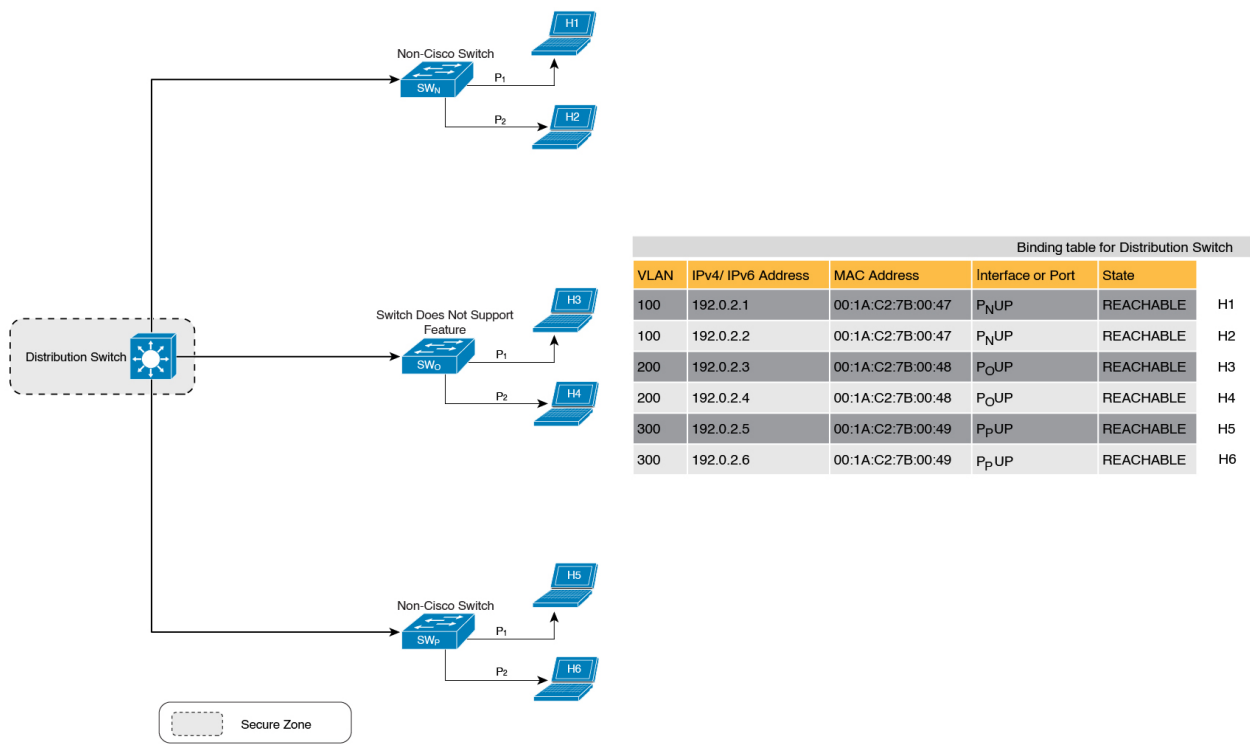 H1
Non-Cisco Switch
SWN
P1
H2
P2
Binding table for Distribution Switch
VLAN IPv4/ IPv6 Address MAC Address Interface or Port State
100 192.0.2.1 00:1A:C2:7B:00:47 PNUP REACHABLE H1
100 192.0.2.2 00:1A:C2:7B:00:47 PNUP REACHABLE H2
200 192.0.2.3 00:1A:C2:7B:00:48 POUP REACHABLE H3
200 192.0.2.4 00:1A:C2:7B:00:48 POUP REACHABLE H4
300 192.0.2.5 00:1A:C2:7B:00:49 PPUP REACHABLE H5
300 192.0.2.6 00:1A:C2:7B:00:49 PPUP REACHABLE H6
H3
Switch Does Not Support
Feature
Distribution Switch
SWO
P1
H4
P2
H5
Non-Cisco Switch
SWP
P1
H6
P2
Secure Zone